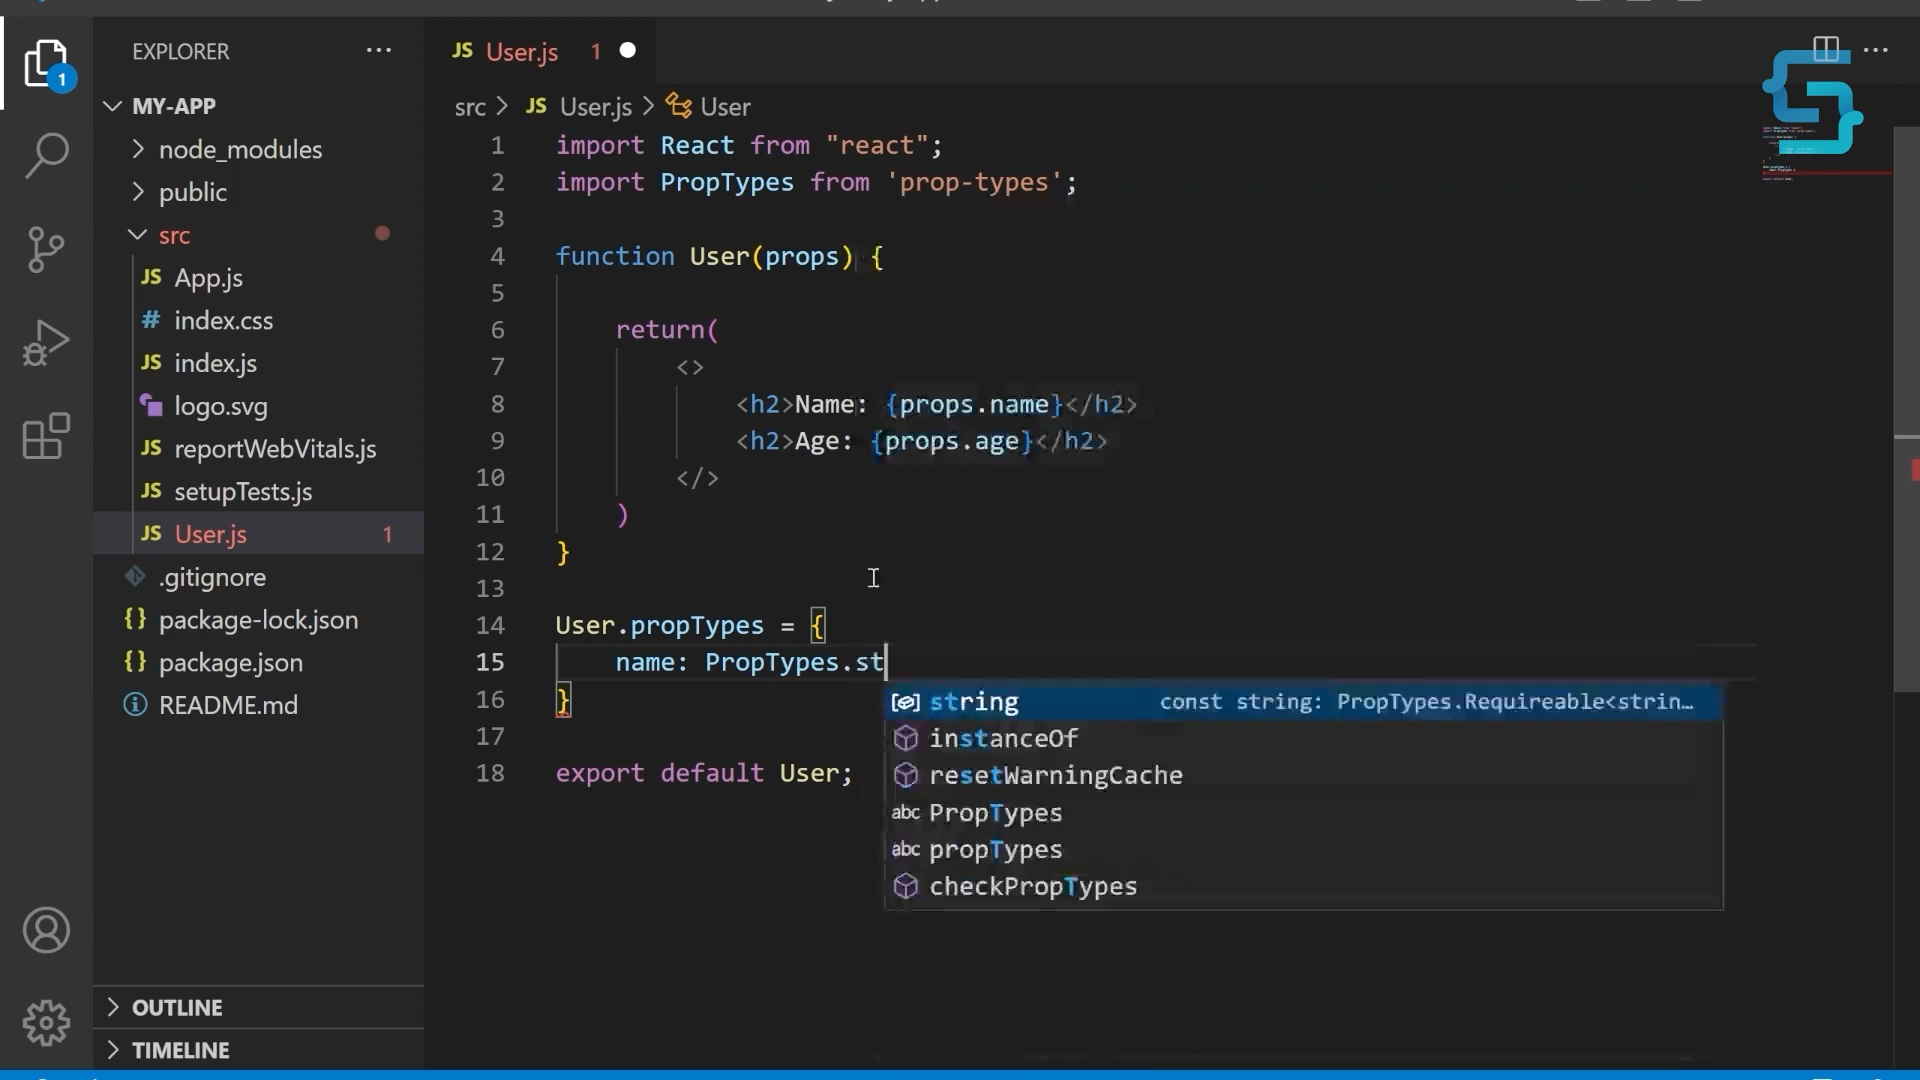 EXPLORER
MY-APP
node_modules
public
src
JS App.js
# index.css
JS index.js
logo.svg
JS reportWebVitals.js
JS setupTests.js
JS User.js 1
.gitignore
{} package-lock.json
{} package.json
README.md
OUTLINE
TIMELINE
1
JS User.js 1
src > JS User.js > User
1 import React from "react";
2 import PropTypes from 'prop-types';
3
4 function User(props) {
5
6 return(
7 <>
8 <h2>Name: {props.name}</h2>
9 <h2>Age: {props.age}</h2>
10 </>
11 )
12 }
13
14 User.propTypes = {
15 name: PropTypes.st
16 }
17
18 export default User;
string const string: PropTypes.Requireable<strin…
instanceOf
resetWarningCache
abc PropTypes
abc propTypes
checkPropTypes